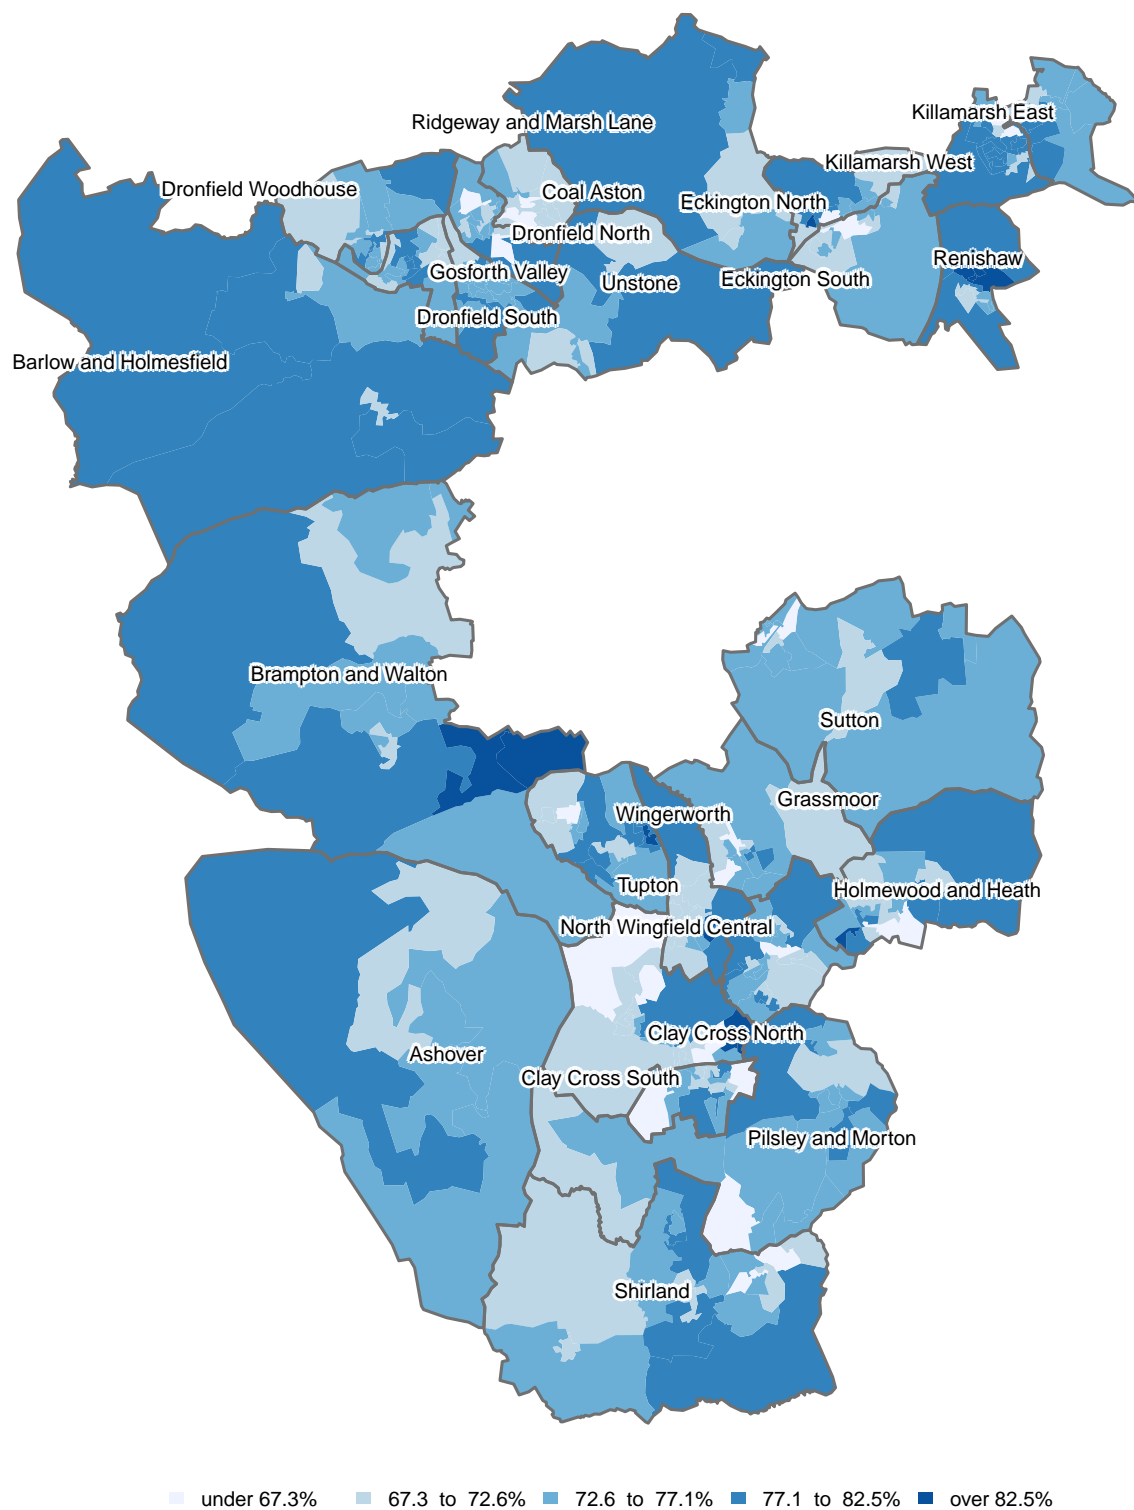 Ridgeway and Marsh Lane
Killamarsh East
Killamarsh West
Dronfield Woodhouse
Coal Aston
Eckington North
Dronfield North
Renishaw
Gosforth Valley
Eckington South
Unstone
Dronfield South
Barlow and Holmesfield
Brampton and Walton
Sutton
Grassmoor
Wingerworth
Tupton
Holmewood and Heath
North Wingfield Central
Clay Cross North
Ashover
Clay Cross South
Pilsley and Morton
Shirland
under 67.3% 67.3 to 72.6% 72.6 to 77.1% 77.1 to 82.5% over 82.5%